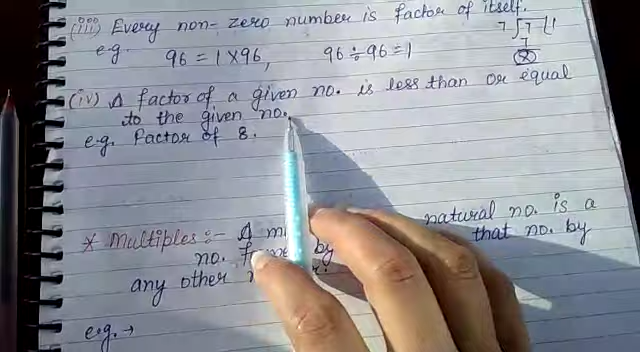 (iii) Every non-zero number is factor of itself.
e.g. 96 = 1 × 96, 96 ÷ 96 = 1
7 7 1
7
(iv) A factor of a given no. is less than or equal
to the given no.
e.g. Factor of 8.
* Multiples :- A natural no. is a
no. by that no. by
any other
e.g. →